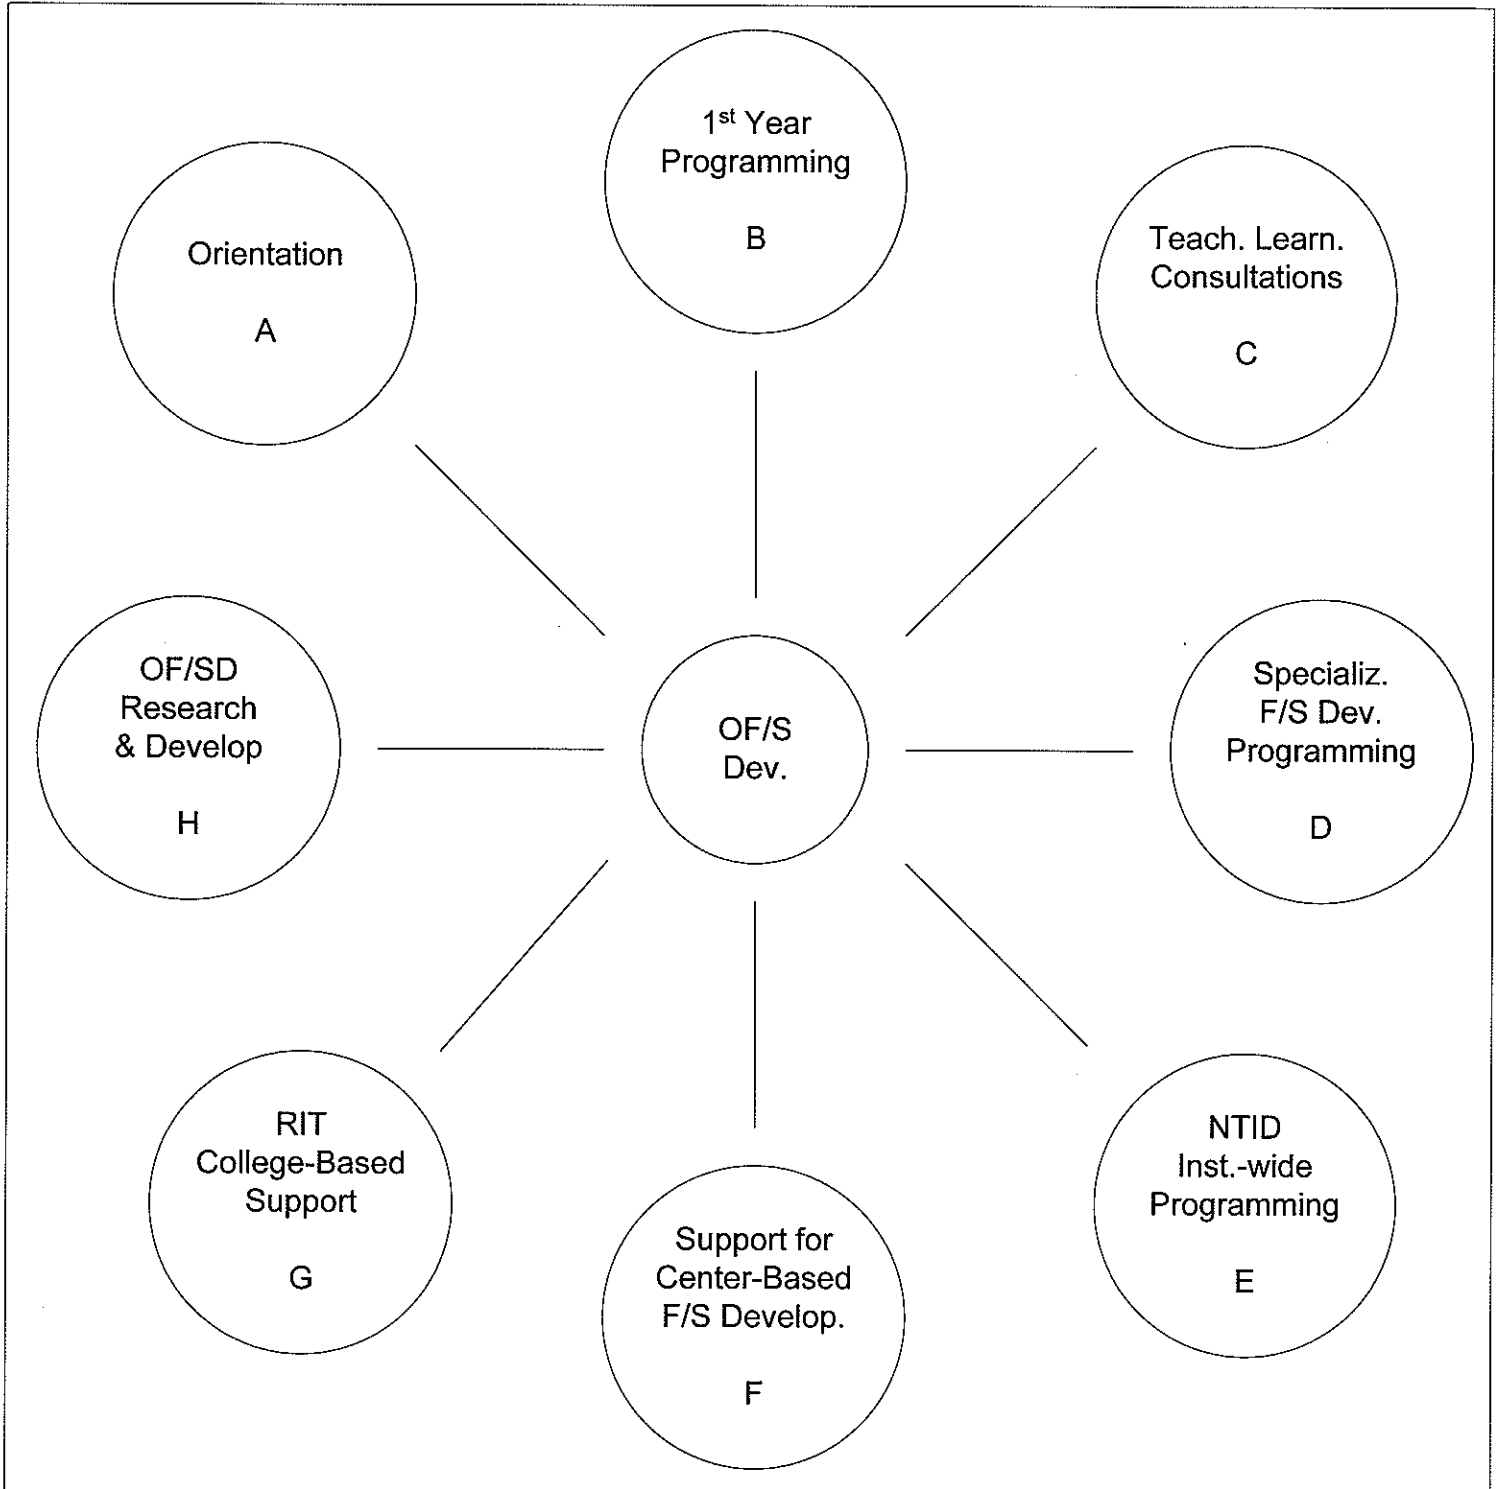 1st Year
Programming
B
Orientation
A
Teach. Learn.
Consultations
C
OF/SD
Research
& Develop
H
OF/S
Dev.
Specializ.
F/S Dev.
Programming
D
RIT
College-Based
Support
G
Support for
Center-Based
F/S Develop.
F
NTID
Inst.-wide
Programming
E